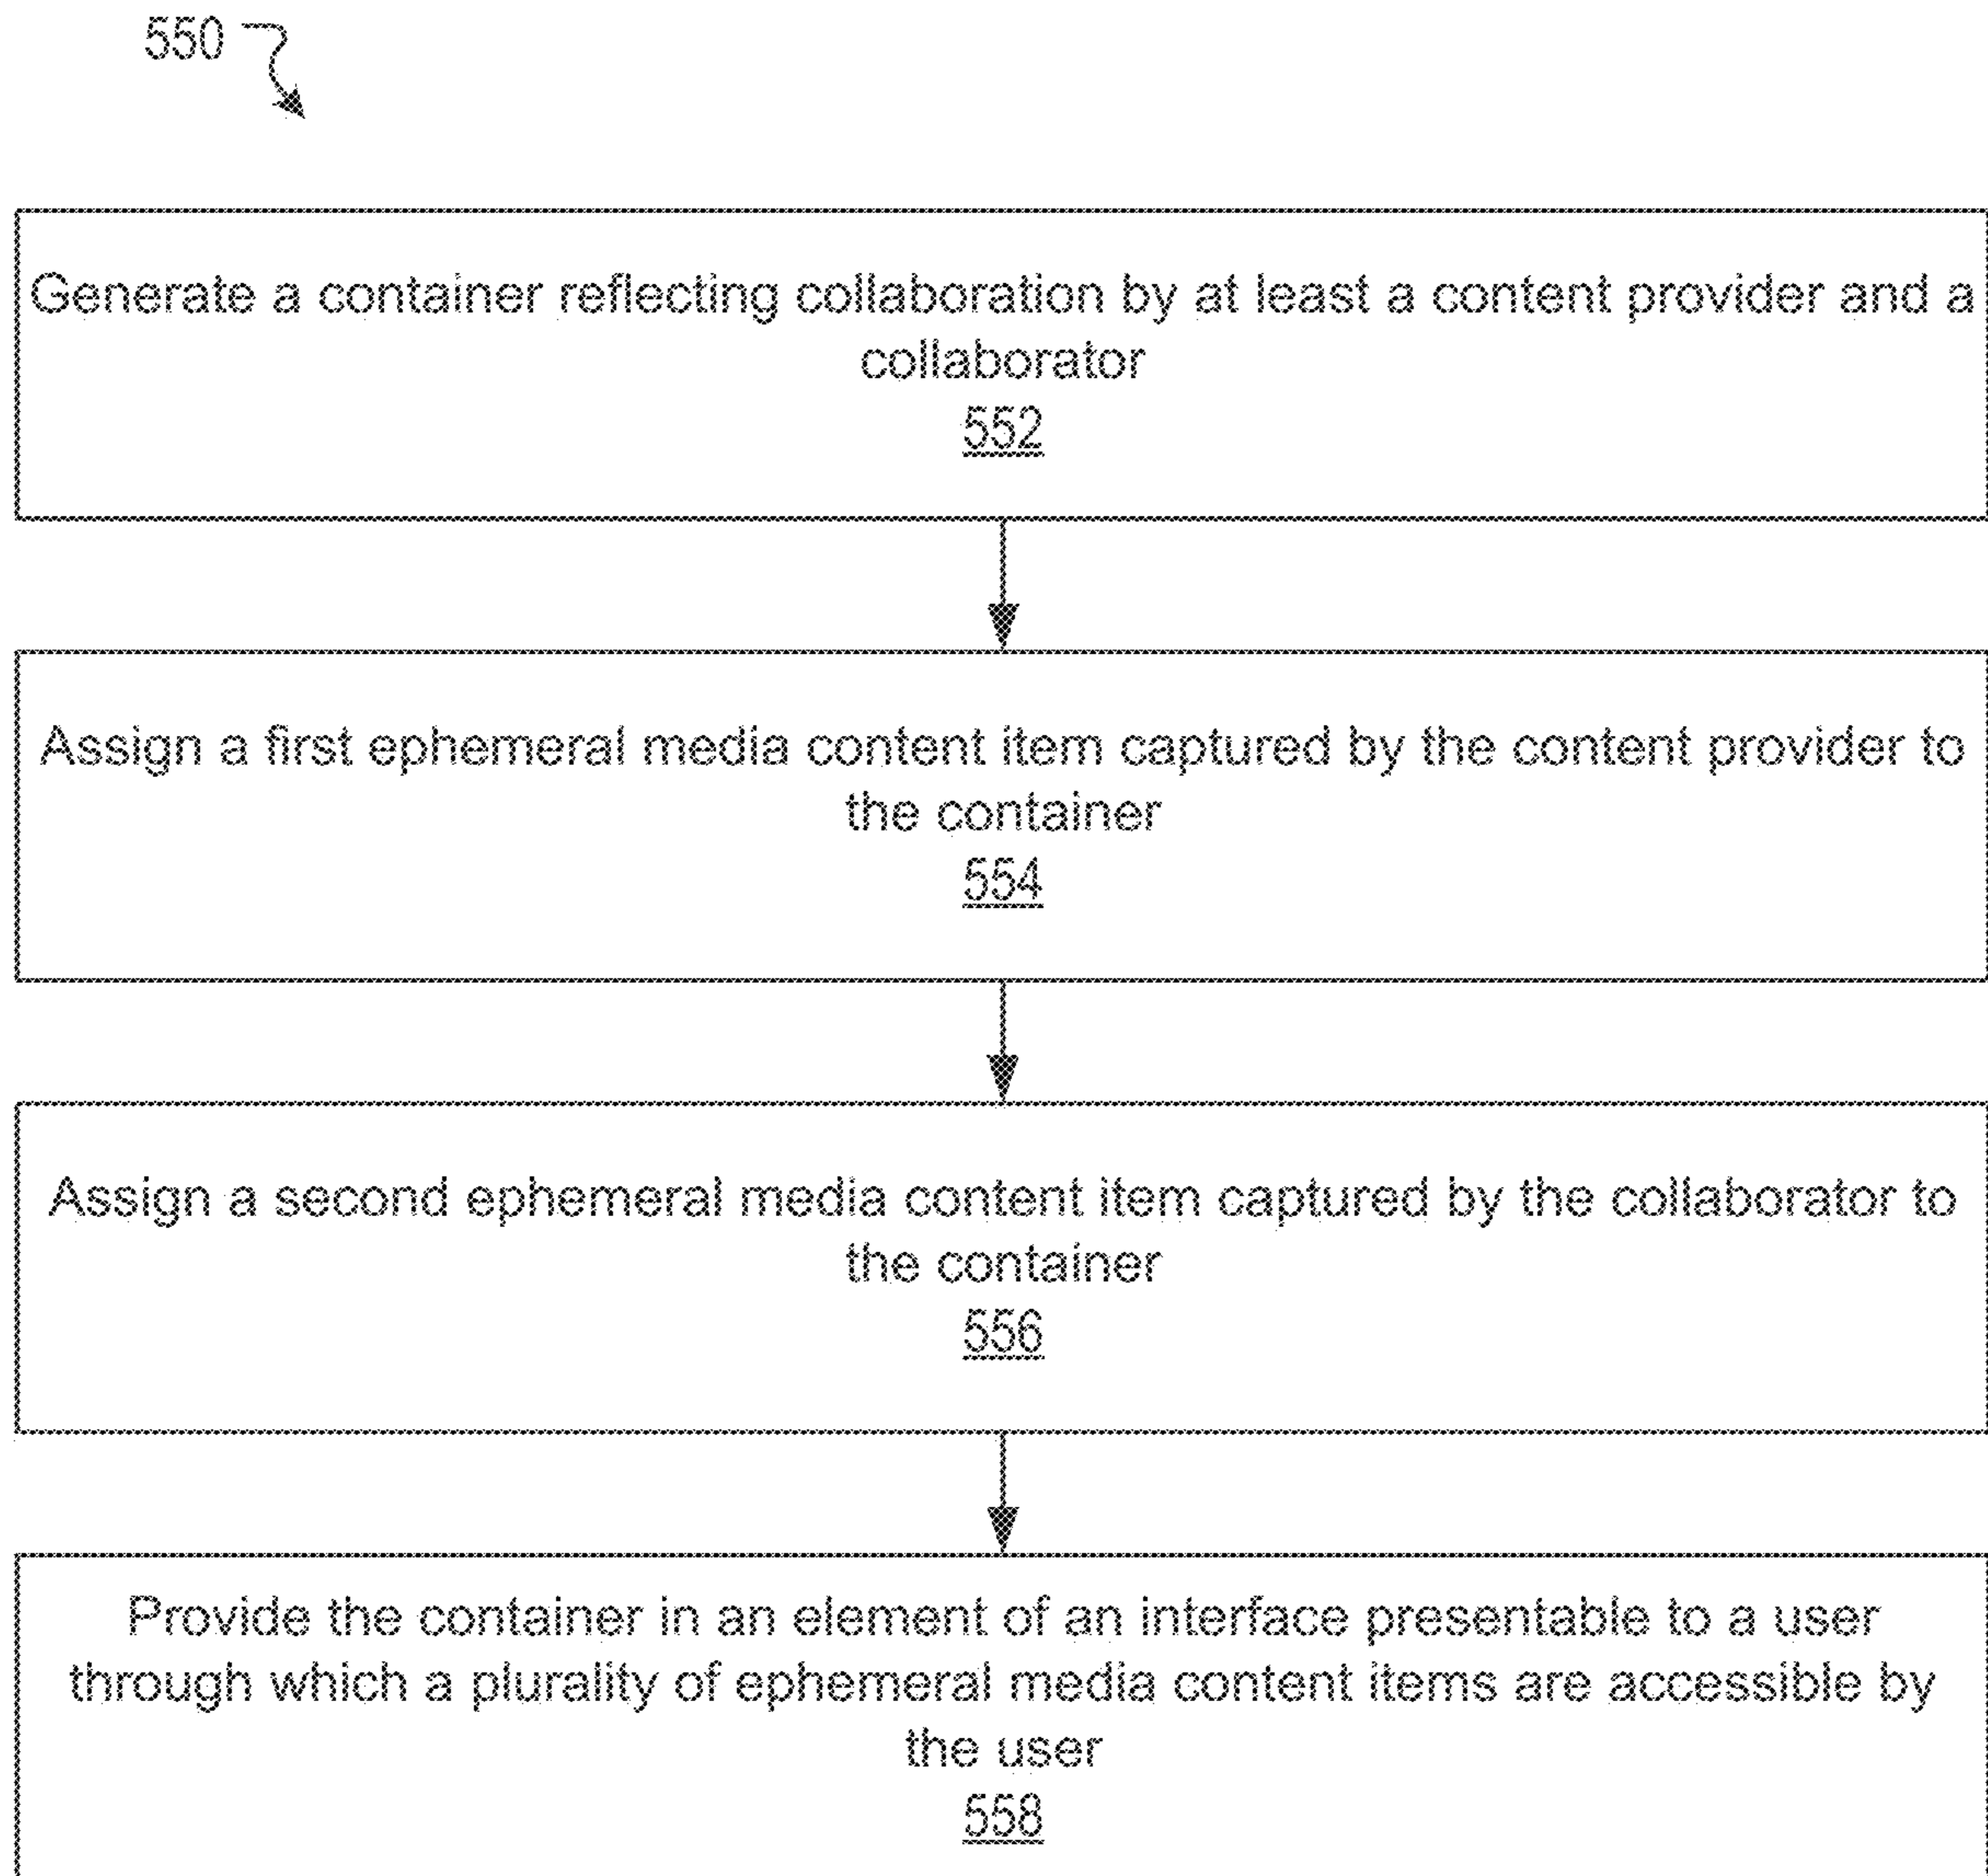 550
Generate a container reflecting collaboration by at least a content provider and a
collaborator
552
Assign a first ephemeral media content item captured by the content provider to
the container
554
Assign a second ephemeral media content item captured by the collaborator to
the container
556
Provide the container in an element of an interface presentable to a user
through which a plurality of ephemeral media content items are accessible by
the user
558